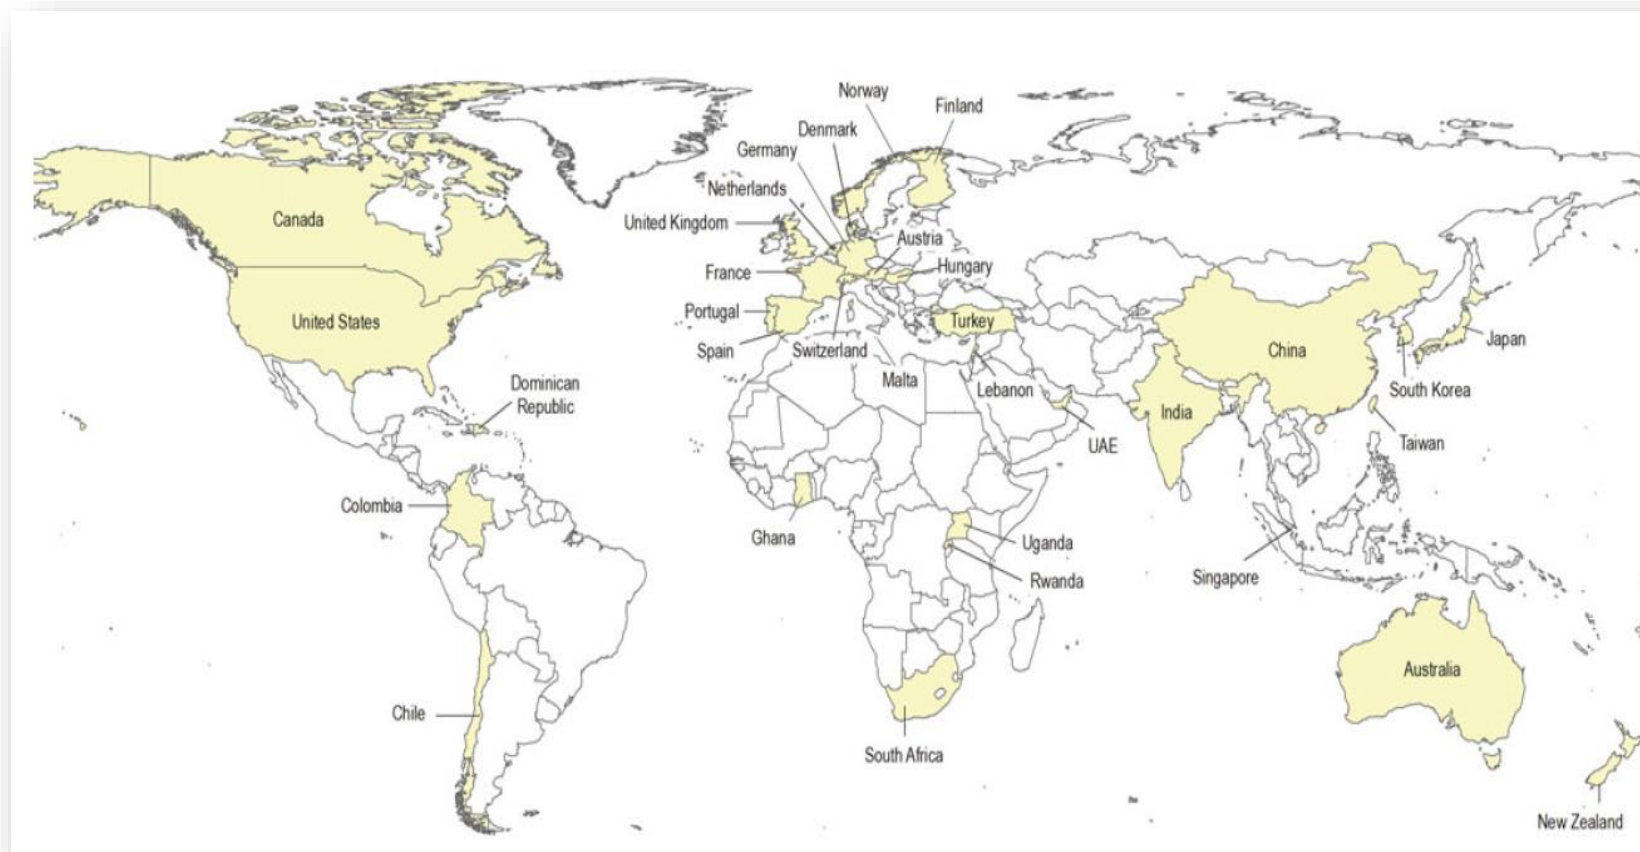 Norway
Finland
Denmark
Germany
Netherlands
United Kingdom
Canada
Austria
Hungary
France
Portugal
Turkey
United States
Spain
Switzerland
China
Japan
Malta
Lebanon
South Korea
Dominican
Republic
India
UAE
Taiwan
Colombia
Ghana
Uganda
Rwanda
Singapore
Australia
Chile
South Africa
New Zealand